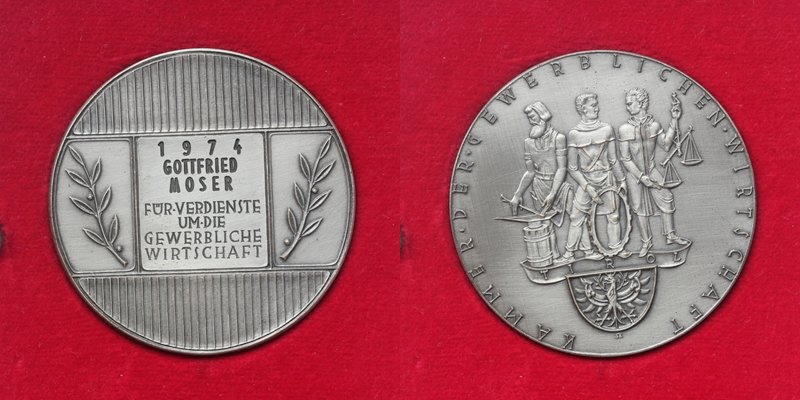 1974
GOTTFRIED
MOSER
FÜR·VERDIENSTE
UM·DIE
GEWERBLICHE
WIRTSCHAFT
KAMMER·DER·GEWERBLICHEN·WIRTSCHAFT
TIROL